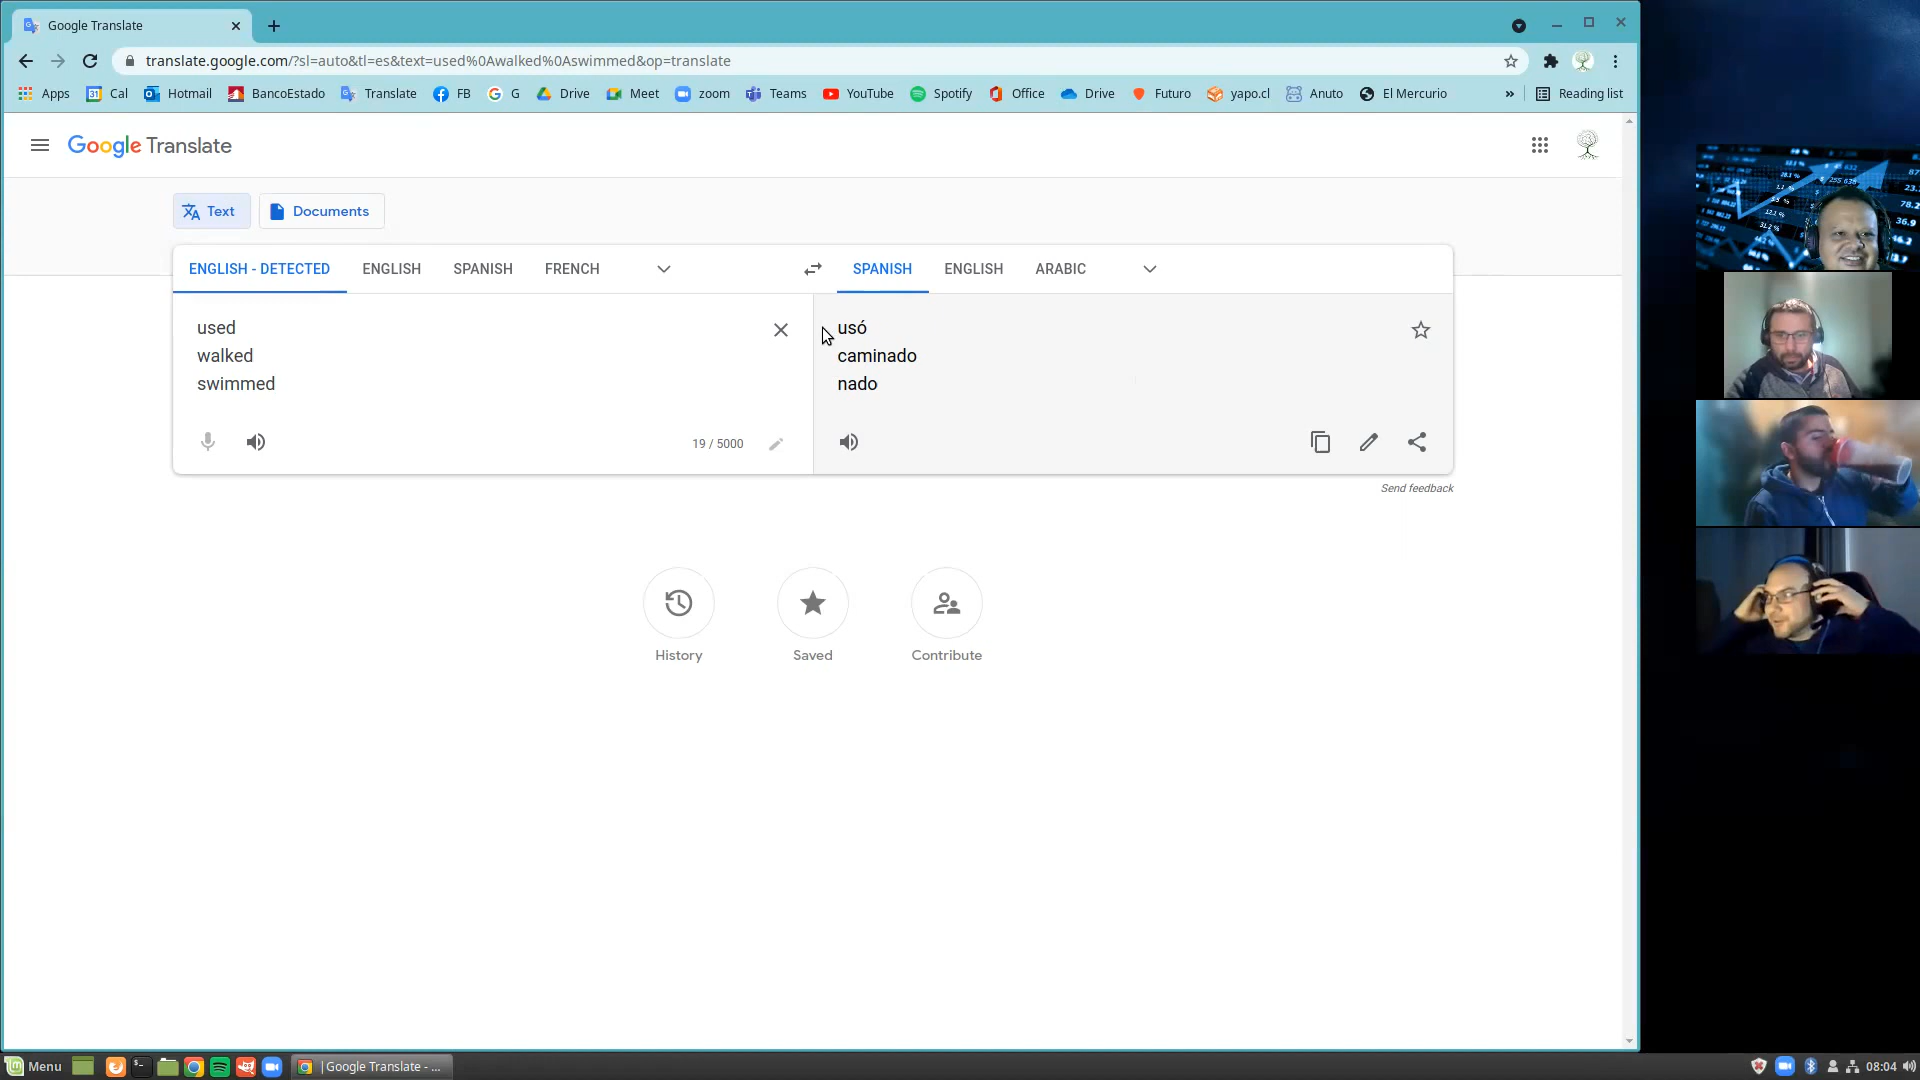 Google Translate
translate.google.com/?sl=auto&tl=es&text=used%0Awalked%0Aswimmed&op=translate
Apps Cal Hotmail BancoEstado Translate FB G Drive Meet zoom Teams YouTube Spotify Office Drive Futuro yapo.cl Anuto El Mercurio » Reading list
Google Translate
Text Documents
ENGLISH - DETECTED ENGLISH SPANISH FRENCH SPANISH ENGLISH ARABIC
used
walked
swimmed
19 / 5000
usó
caminado
nado
Send feedback
History Saved Contribute
Menu | Google Translate - ... 08:04